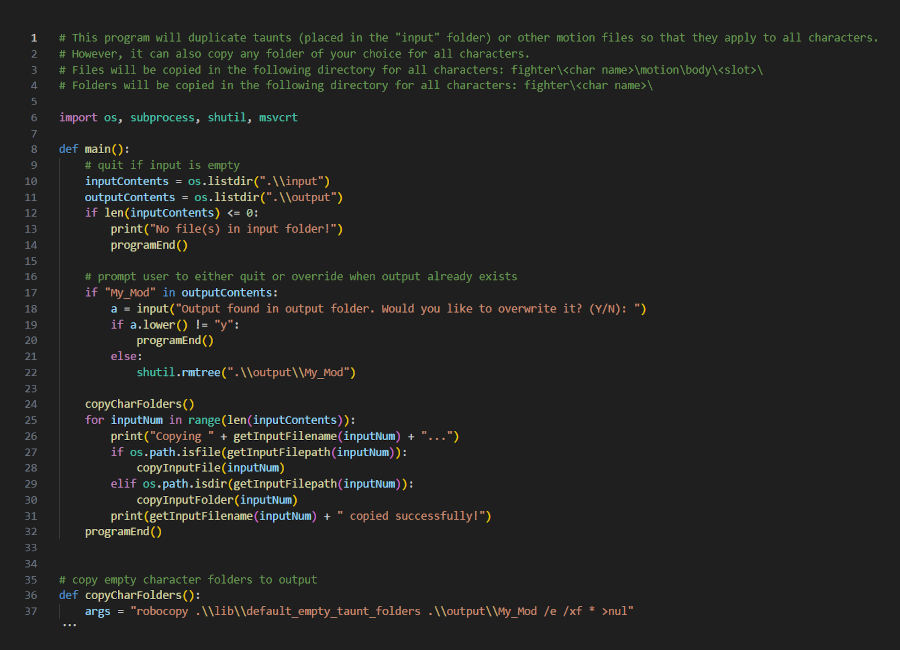 1 # This program will duplicate taunts (placed in the "input" folder) or other motion files so that they apply to all characters.
2 # However, it can also copy any folder of your choice for all characters.
3 # Files will be copied in the following directory for all characters: fighter\<char name>\motion\body\<slot>\
4 # Folders will be copied in the following directory for all characters: fighter\<char name>\
5
6 import os, subprocess, shutil, msvcrt
7
8 def main():
9     # quit if input is empty
10     inputContents = os.listdir(".\\input")
11     outputContents = os.listdir(".\\output")
12     if len(inputContents) <= 0:
13         print("No file(s) in input folder!")
14         programEnd()
15
16     # prompt user to either quit or override when output already exists
17     if "My_Mod" in outputContents:
18         a = input("Output found in output folder. Would you like to overwrite it? (Y/N): ")
19         if a.lower() != "y":
20             programEnd()
21         else:
22             shutil.rmtree(".\\output\\My_Mod")
23
24     copyCharFolders()
25     for inputNum in range(len(inputContents)):
26         print("Copying " + getInputFilename(inputNum) + "...")
27         if os.path.isfile(getInputFilepath(inputNum)):
28             copyInputFile(inputNum)
29         elif os.path.isdir(getInputFilepath(inputNum)):
30             copyInputFolder(inputNum)
31         print(getInputFilename(inputNum) + " copied successfully!")
32     programEnd()
33
34
35 # copy empty character folders to output
36 def copyCharFolders():
37     args = "robocopy .\\lib\\default_empty_taunt_folders .\\output\\My_Mod /e /xf * >nul"
...